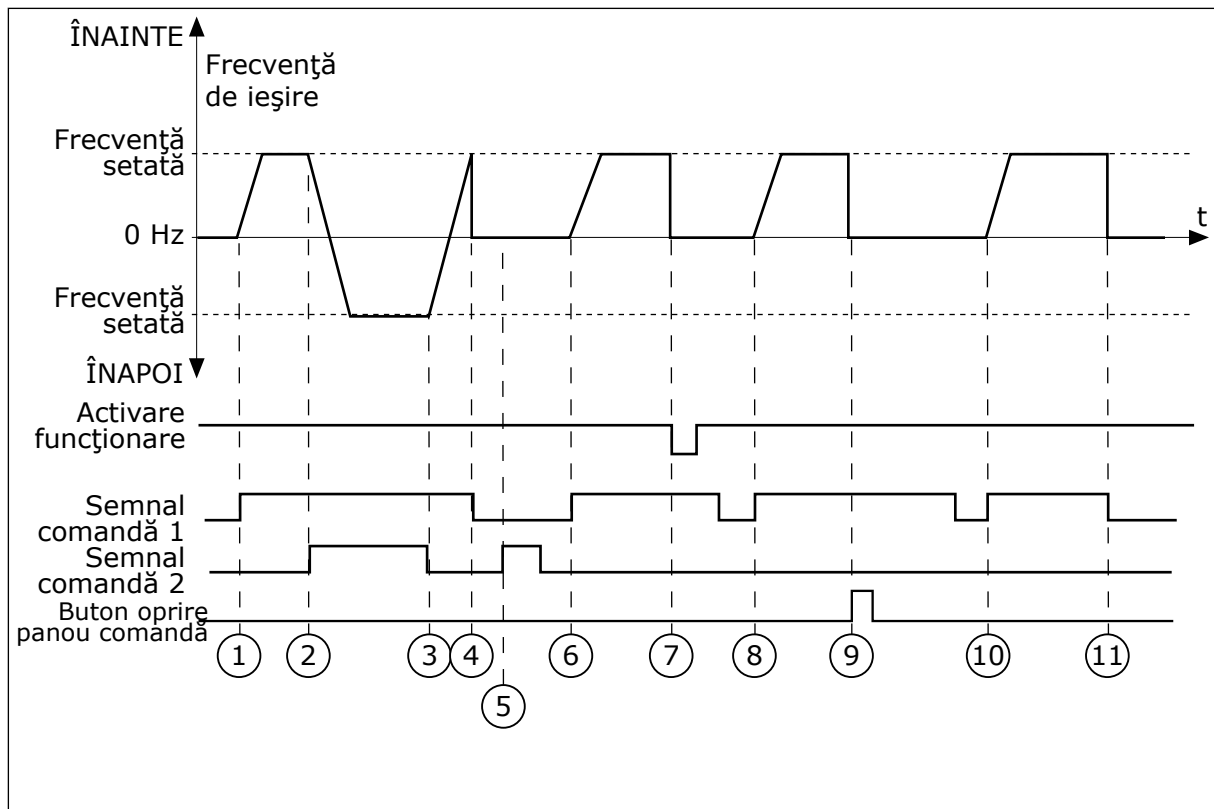 ÎNAINTE
Frecvenţă
de ieşire
Frecvenţă
setată
0 Hz
t
Frecvenţă
setată
ÎNAPOI
Activare
funcţionare
Semnal
comandă 1
Semnal
comandă 2
Buton oprire
panou comandă
1
2
3
4
5
6
7
8
9
10
11